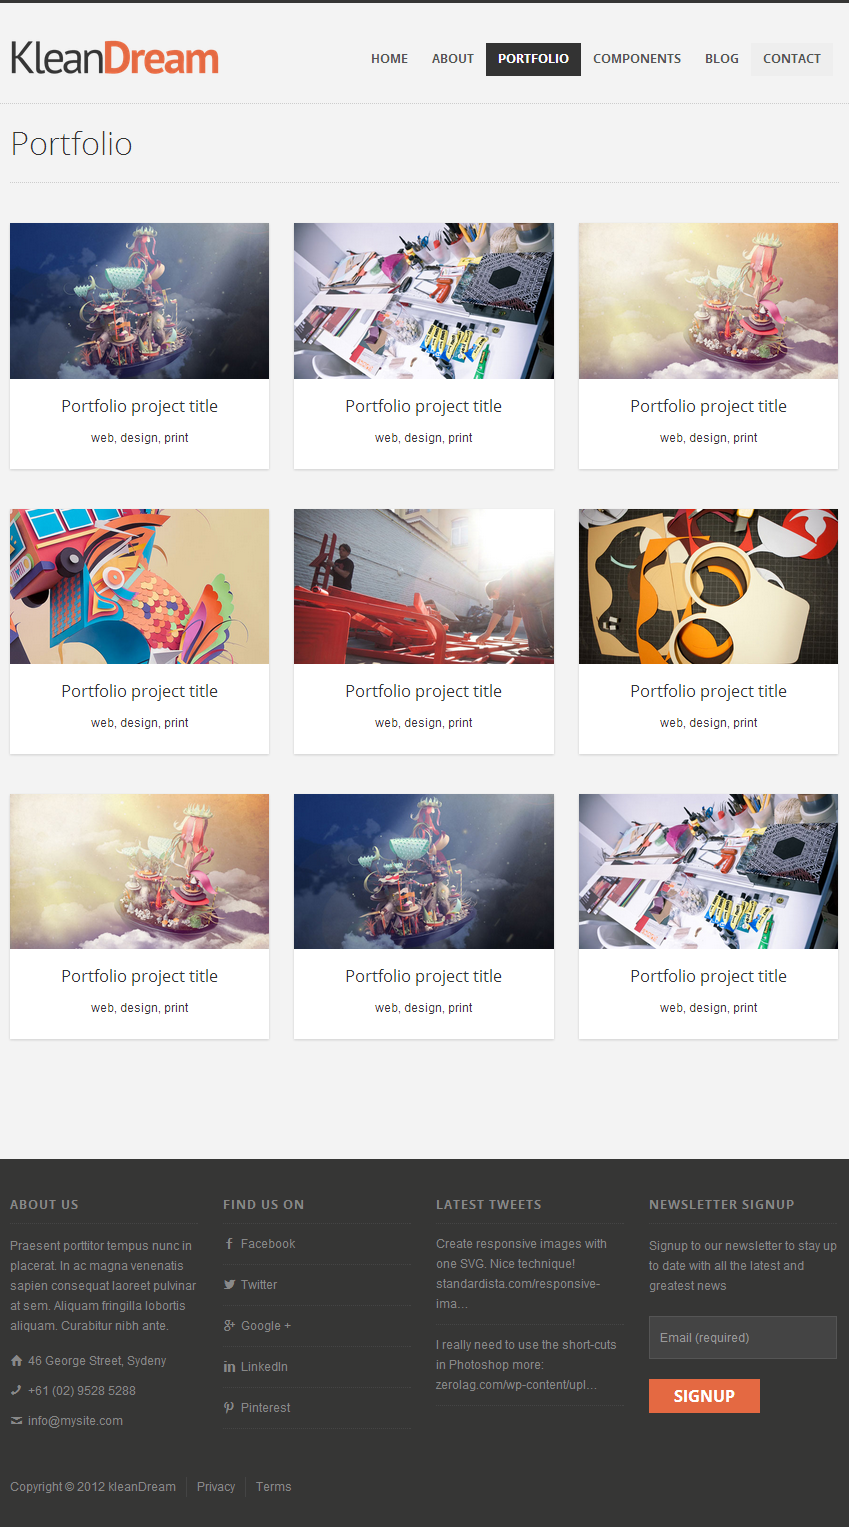 KleanDream
HOME ABOUT PORTFOLIO COMPONENTS BLOG CONTACT
Portfolio
Portfolio project title
web, design, print
Portfolio project title
web, design, print
Portfolio project title
web, design, print
Portfolio project title
web, design, print
Portfolio project title
web, design, print
Portfolio project title
web, design, print
Portfolio project title
web, design, print
Portfolio project title
web, design, print
Portfolio project title
web, design, print
ABOUT US
Praesent porttitor tempus nunc in
placerat. In ac magna venenatis
sapien consequat laoreet pulvinar
at sem. Aliquam fringilla lobortis
aliquam. Curabitur nibh ante.
46 George Street, Sydeny
+61 (02) 9528 5288
info@mysite.com
FIND US ON
Facebook
Twitter
Google +
LinkedIn
Pinterest
LATEST TWEETS
Create responsive images with
one SVG. Nice technique!
standardista.com/responsive-
ima…
I really need to use the short-cuts
in Photoshop more:
zerolag.com/wp-content/upl…
NEWSLETTER SIGNUP
Signup to our newsletter to stay up
to date with all the latest and
greatest news
Email (required)
SIGNUP
Copyright © 2012 kleanDream Privacy Terms